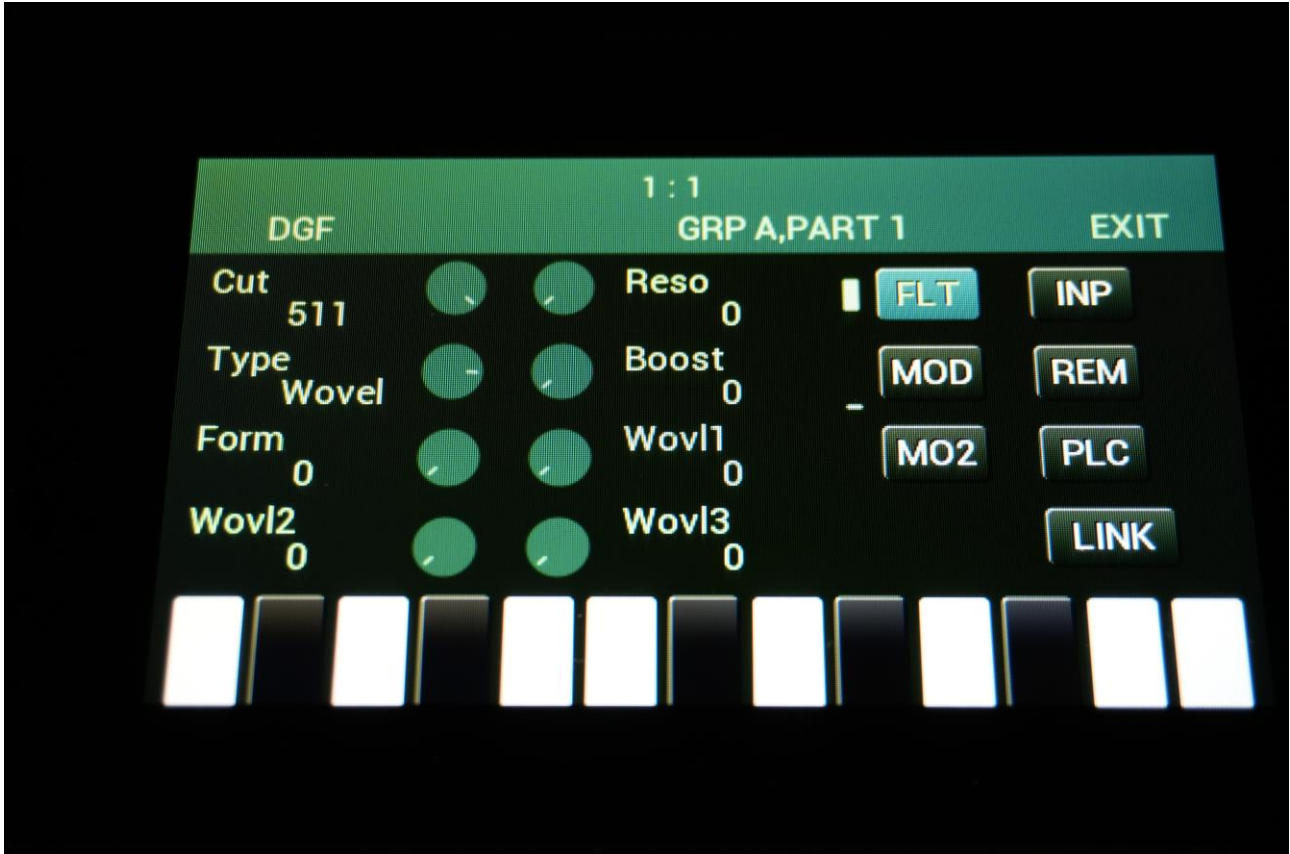 1 : 1
DGF GRP A,PART 1 EXIT
Cut Reso FLT INP
511 0
Type Boost MOD REM
Wovel 0
Form Wovl1 MO2 PLC
0 0
Wovl2 Wovl3 LINK
0 0